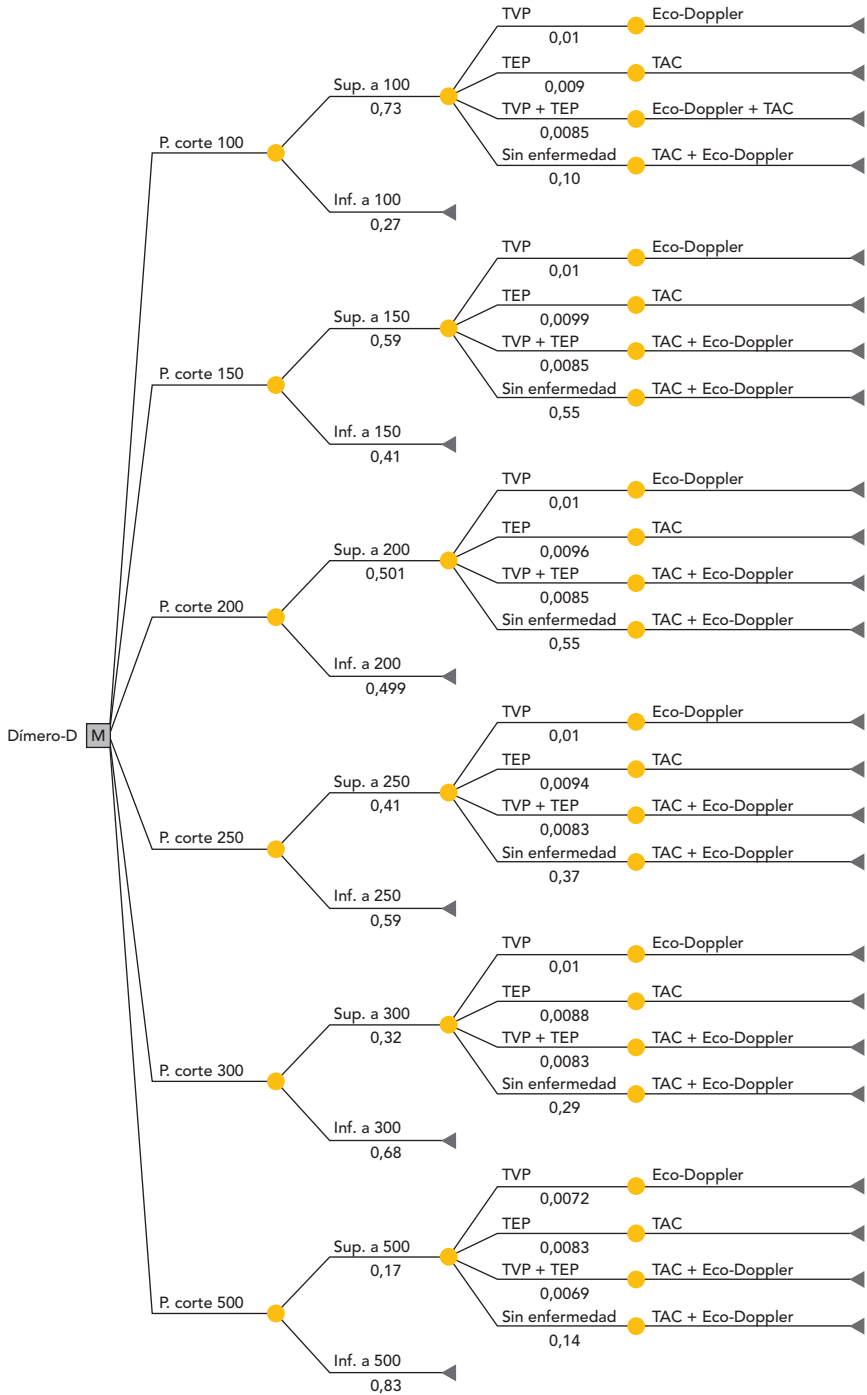 TVP
0,01
Eco-Doppler
TEP
0,009
TAC
Sup. a 100
0,73
TVP + TEP
0,0085
Eco-Doppler + TAC
Sin enfermedad
0,10
TAC + Eco-Doppler
P. corte 100
Inf. a 100
0,27
TVP
0,01
Eco-Doppler
TEP
0,0099
TAC
Sup. a 150
0,59
TVP + TEP
0,0085
TAC + Eco-Doppler
Sin enfermedad
0,55
TAC + Eco-Doppler
P. corte 150
Inf. a 150
0,41
TVP
0,01
Eco-Doppler
TEP
0,0096
TAC
Sup. a 200
0,501
TVP + TEP
0,0085
TAC + Eco-Doppler
Sin enfermedad
0,55
TAC + Eco-Doppler
P. corte 200
Inf. a 200
0,499
Dímero-D M
TVP
0,01
Eco-Doppler
TEP
0,0094
TAC
Sup. a 250
0,41
TVP + TEP
0,0083
TAC + Eco-Doppler
Sin enfermedad
0,37
TAC + Eco-Doppler
P. corte 250
Inf. a 250
0,59
TVP
0,01
Eco-Doppler
TEP
0,0088
TAC
Sup. a 300
0,32
TVP + TEP
0,0083
TAC + Eco-Doppler
Sin enfermedad
0,29
TAC + Eco-Doppler
P. corte 300
Inf. a 300
0,68
TVP
0,0072
Eco-Doppler
TEP
0,0083
TAC
Sup. a 500
0,17
TVP + TEP
0,0069
TAC + Eco-Doppler
Sin enfermedad
0,14
TAC + Eco-Doppler
P. corte 500
Inf. a 500
0,83